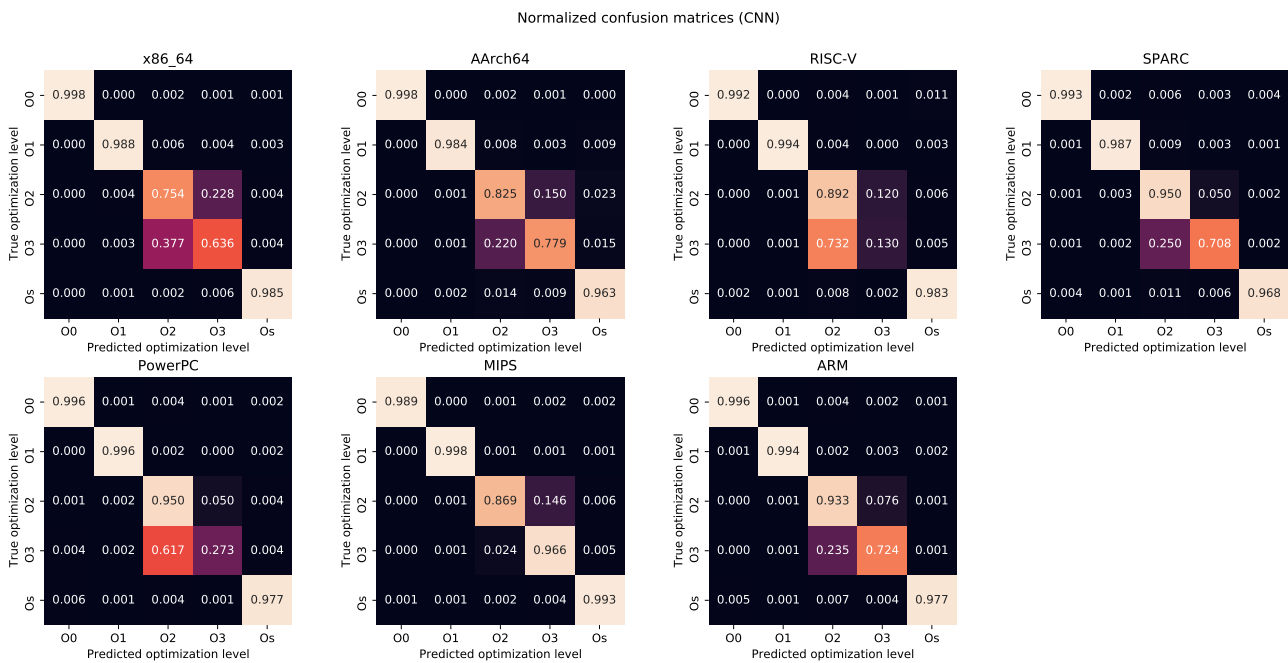 Normalized confusion matrices (CNN)
x86_64
True optimization level
O0 0.998 0.000 0.002 0.001 0.001
O1 0.000 0.988 0.006 0.004 0.003
O2 0.000 0.004 0.754 0.228 0.004
O3 0.000 0.003 0.377 0.636 0.004
Os 0.000 0.001 0.002 0.006 0.985
O0 O1 O2 O3 Os
Predicted optimization level
AArch64
True optimization level
O0 0.998 0.000 0.002 0.001 0.000
O1 0.000 0.984 0.008 0.003 0.009
O2 0.000 0.001 0.825 0.150 0.023
O3 0.000 0.001 0.220 0.779 0.015
Os 0.000 0.002 0.014 0.009 0.963
O0 O1 O2 O3 Os
Predicted optimization level
RISC-V
True optimization level
O0 0.992 0.000 0.004 0.001 0.011
O1 0.000 0.994 0.004 0.000 0.003
O2 0.000 0.001 0.892 0.120 0.006
O3 0.000 0.001 0.732 0.130 0.005
Os 0.002 0.001 0.008 0.002 0.983
O0 O1 O2 O3 Os
Predicted optimization level
SPARC
True optimization level
O0 0.993 0.002 0.006 0.003 0.004
O1 0.001 0.987 0.009 0.003 0.001
O2 0.001 0.003 0.950 0.050 0.002
O3 0.001 0.002 0.250 0.708 0.002
Os 0.004 0.001 0.011 0.006 0.968
O0 O1 O2 O3 Os
Predicted optimization level
PowerPC
True optimization level
O0 0.996 0.001 0.004 0.001 0.002
O1 0.000 0.996 0.002 0.000 0.002
O2 0.001 0.002 0.950 0.050 0.004
O3 0.004 0.002 0.617 0.273 0.004
Os 0.006 0.001 0.004 0.001 0.977
O0 O1 O2 O3 Os
Predicted optimization level
MIPS
True optimization level
O0 0.989 0.000 0.001 0.002 0.002
O1 0.000 0.998 0.001 0.001 0.002
O2 0.000 0.001 0.869 0.146 0.006
O3 0.000 0.001 0.024 0.966 0.005
Os 0.001 0.001 0.002 0.004 0.993
O0 O1 O2 O3 Os
Predicted optimization level
ARM
True optimization level
O0 0.996 0.001 0.004 0.002 0.001
O1 0.001 0.994 0.002 0.003 0.002
O2 0.000 0.001 0.933 0.076 0.001
O3 0.000 0.001 0.235 0.724 0.001
Os 0.005 0.001 0.007 0.004 0.977
O0 O1 O2 O3 Os
Predicted optimization level